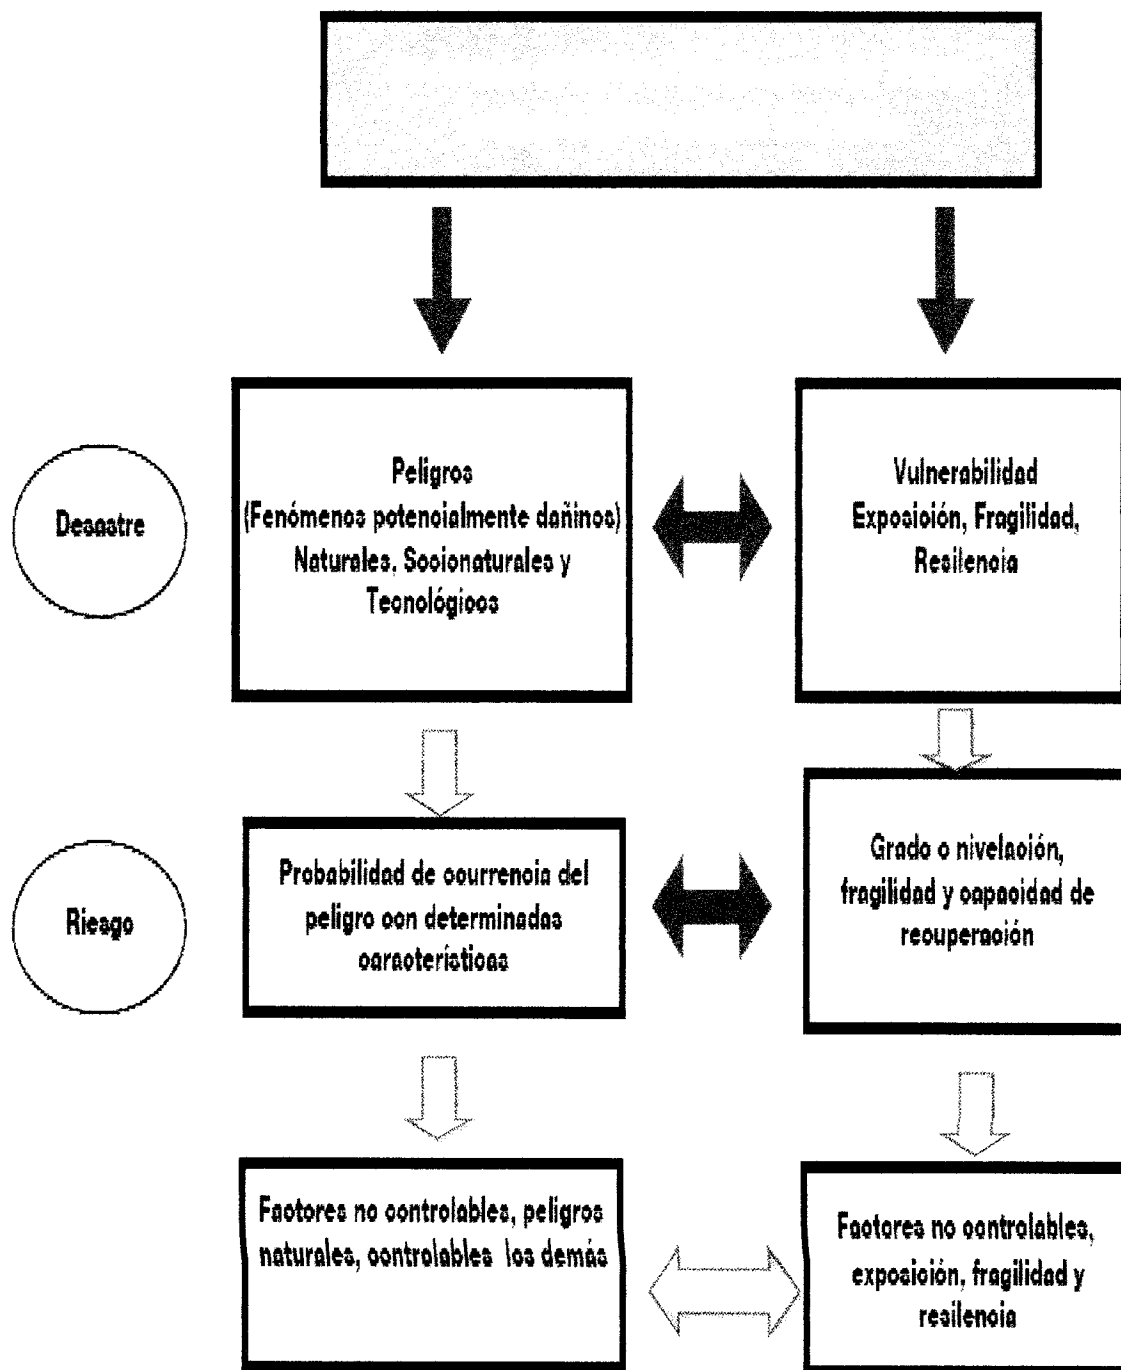 Desastre
Peligros
(Fenómenos potencialmente dañinos)
Naturales, Socionaturales y
Tecnológicos
Vulnerabilidad
Exposición, Fragilidad,
Resilencia
Riesgo
Probabilidad de ocurrencia del
peligro con determinadas
características
Grado o nivelación,
fragilidad y capacidad de
recuperación
Factores no controlables, peligros
naturales, controlables los demás
Factores no controlables,
exposición, fragilidad y
resilencia